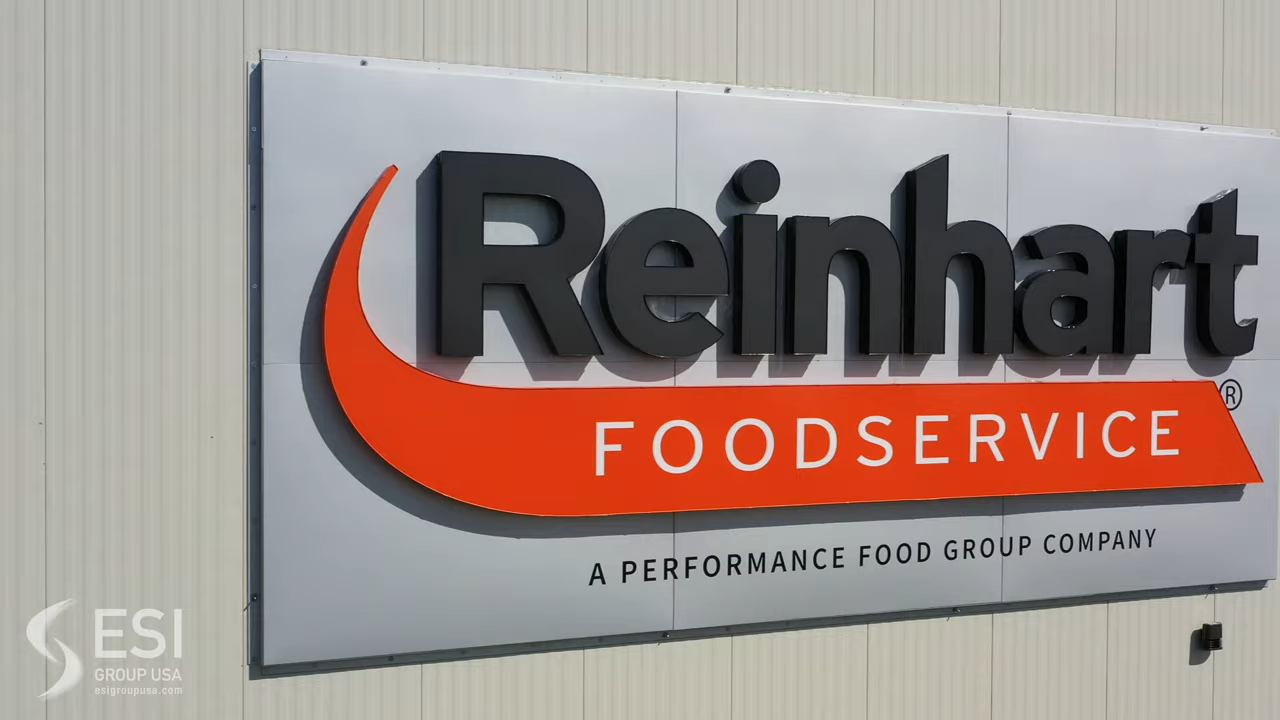 Reinhart
®
FOODSERVICE
A PERFORMANCE FOOD GROUP COMPANY
ESI
GROUP USA
esigroupusa.com